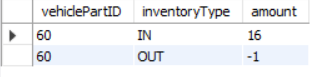 vehiclePartID inventoryType amount
60 IN 16
60 OUT -1